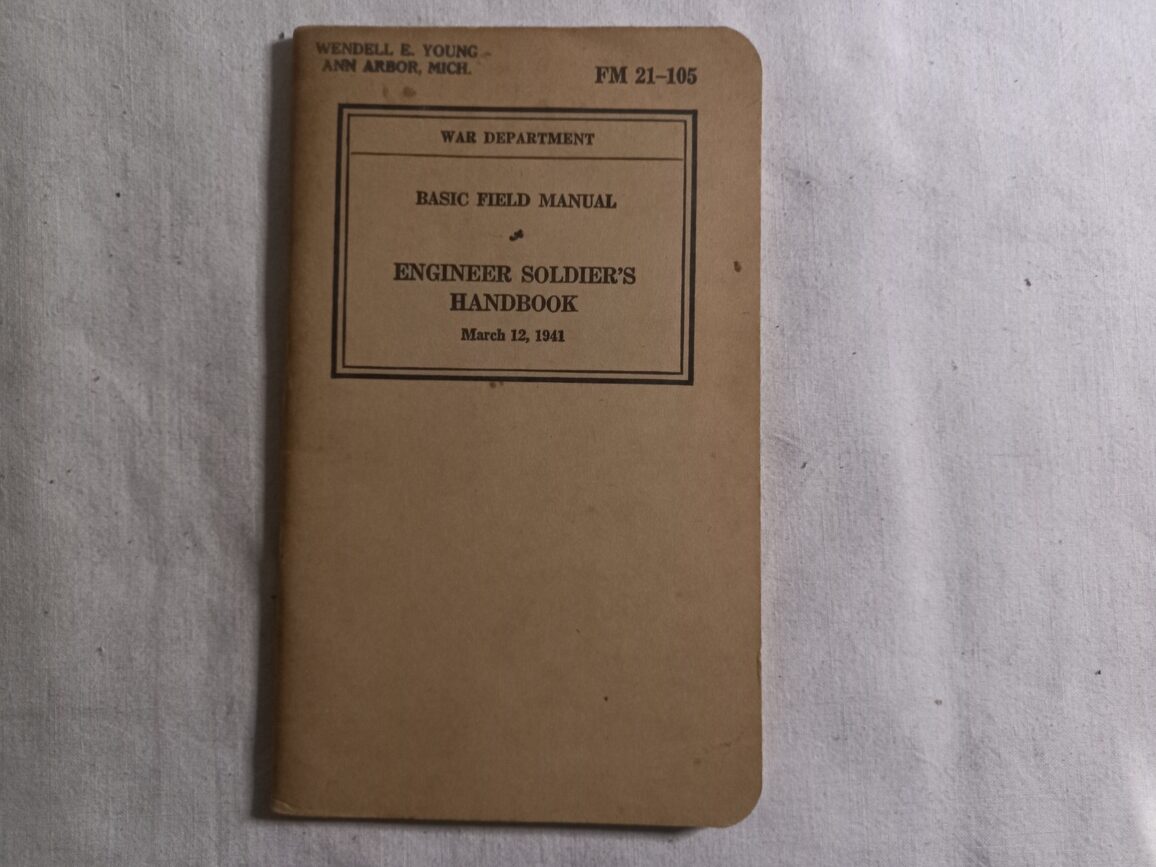 WENDELL E. YOUNG
ANN ARBOR, MICH.
FM 21–105
WAR DEPARTMENT
BASIC FIELD MANUAL
ENGINEER SOLDIER'S
HANDBOOK
March 12, 1941